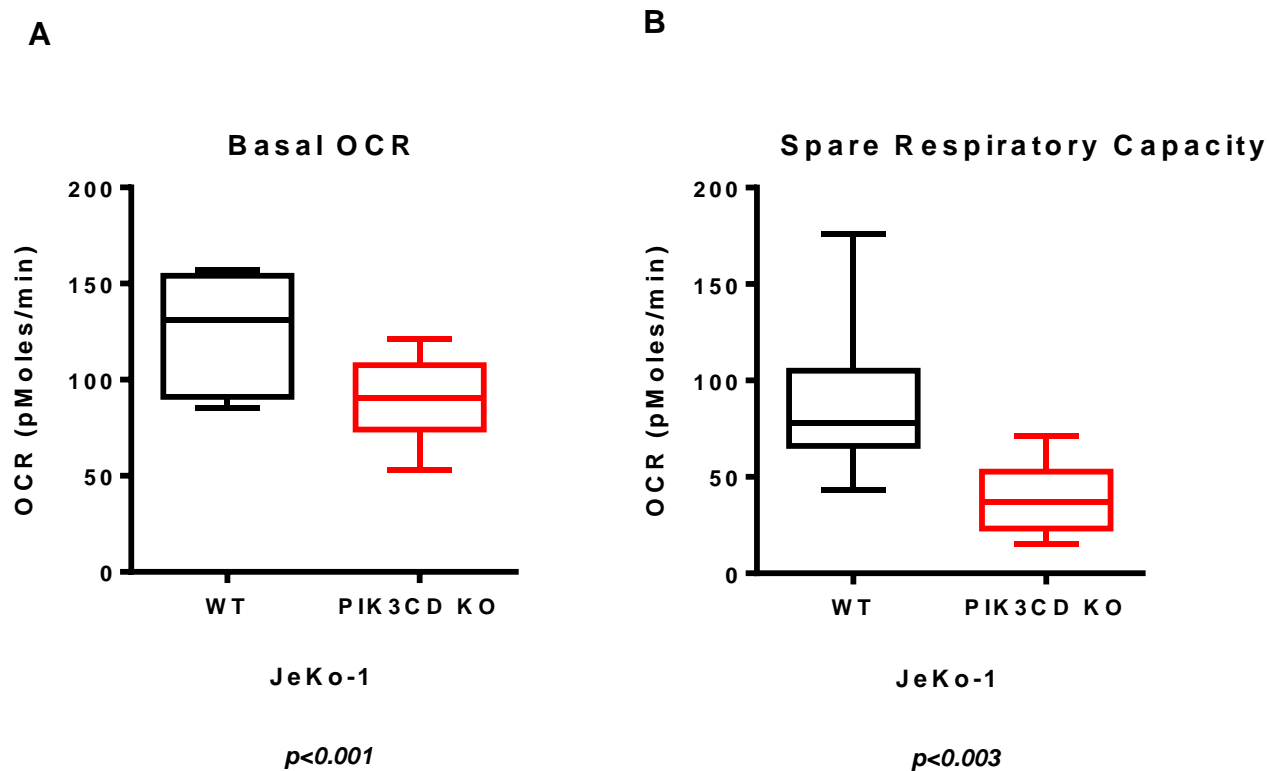 A
Basal OCR
OCR (pMoles/min)
200
150
100
50
0
WT PIK3CD KO
JeKo-1
p<0.001
B
Spare Respiratory Capacity
OCR (pMoles/min)
200
150
100
50
0
WT PIK3CD KO
JeKo-1
p<0.003